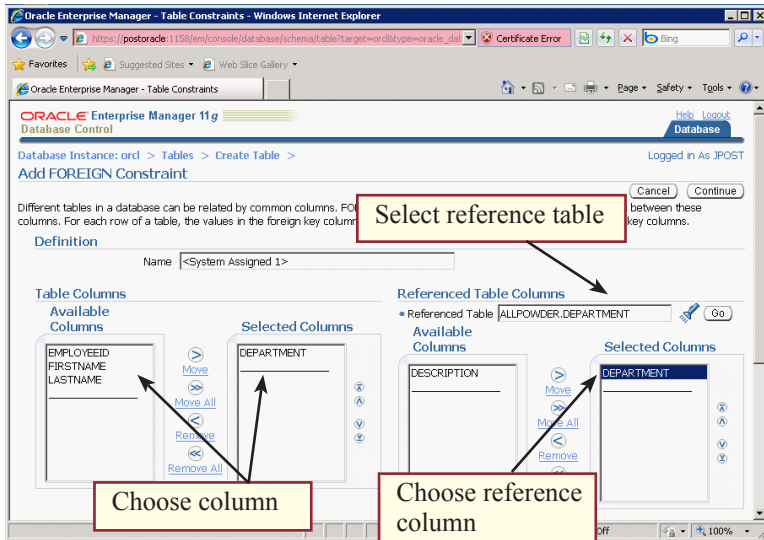 Oracle Enterprise Manager - Table Constraints - Windows Internet Explorer
https://postoracle:1158/em/console/database/schema/table?target=orcl&type=oracle_dat
Certificate Error
Bing
Favorites
Suggested Sites
Web Slice Gallery
Oracle Enterprise Manager - Table Constraints
Page
Safety
Tools
ORACLE Enterprise Manager 11g
Database Control
Help Logout
Database
Database Instance: orcl > Tables > Create Table >
Logged in As JPOST
Add FOREIGN Constraint
Cancel
Continue
Different tables in a database can be related by common columns. between these
columns. For each row of a table, the values in the foreign key key columns.
Select reference table
Definition
Name <System Assigned 1>
Table Columns
Available
Columns
Selected Columns
EMPLOYEEID
FIRSTNAME
LASTNAME
Move
Move All
Remove
Remove All
DEPARTMENT
Referenced Table Columns
* Referenced Table ALLPOWDER.DEPARTMENT
Go
Available
Columns
Selected Columns
DESCRIPTION
Move
Move All
Remove
DEPARTMENT
Choose column
Choose reference
column
100%